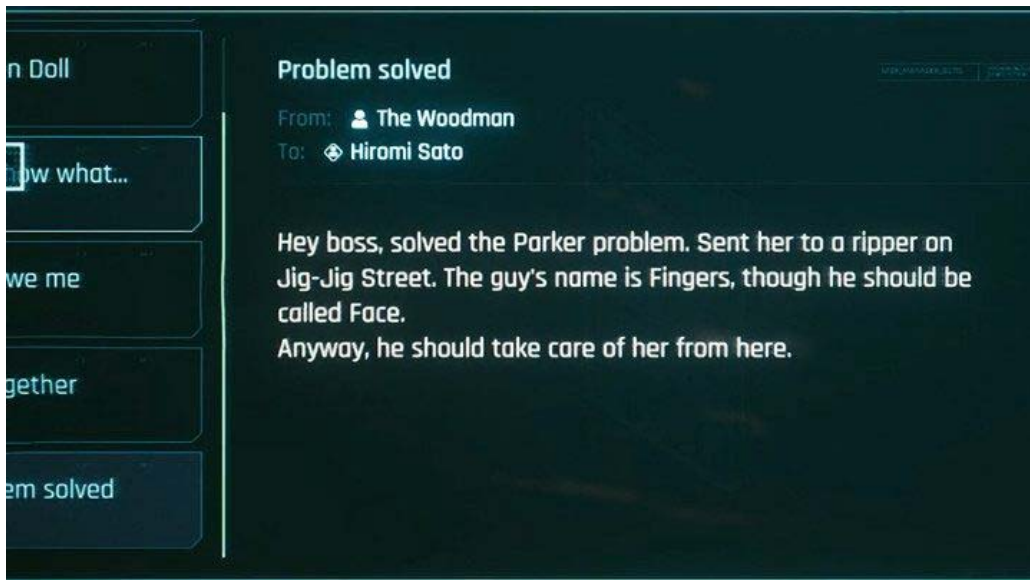 n Doll
ow what...
we me
gether
em solved
Problem solved
From: The Woodman
To: Hiromi Sato
Hey boss, solved the Parker problem. Sent her to a ripper on
Jig-Jig Street. The guy's name is Fingers, though he should be
called Face.
Anyway, he should take care of her from here.